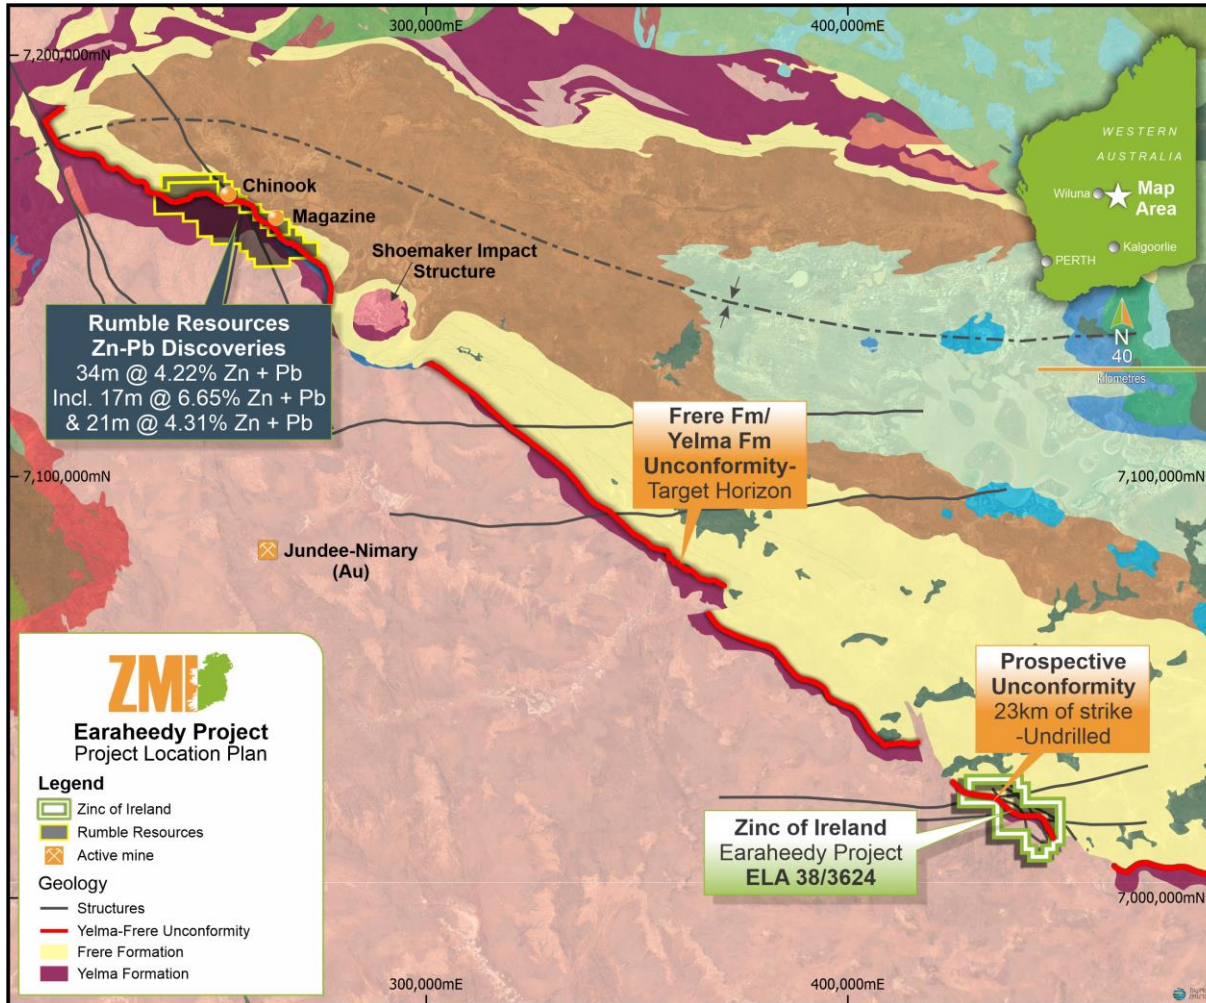 300,000mE
400,000mE
7,200,000mN
WESTERN
AUSTRALIA
Wiluna
Map
Area
Kalgoorlie
PERTH
N
40
kilometres
Chinook
Magazine
Shoemaker Impact
Structure
Rumble Resources
Zn-Pb Discoveries
34m @ 4.22% Zn + Pb
Incl. 17m @ 6.65% Zn + Pb
& 21m @ 4.31% Zn + Pb
Frere Fm/
Yelma Fm
Unconformity-
Target Horizon
7,100,000mN
7,100,000mN
Jundee-Nimary
(Au)
Prospective
Unconformity
23km of strike
-Undrilled
Zinc of Ireland
Earaheedy Project
ELA 38/3624
7,000,000mN
ZMI
Earaheedy Project
Project Location Plan
Legend
Zinc of Ireland
Rumble Resources
Active mine
Geology
Structures
Yelma-Frere Unconformity
Frere Formation
Yelma Formation
300,000mE
400,000mE